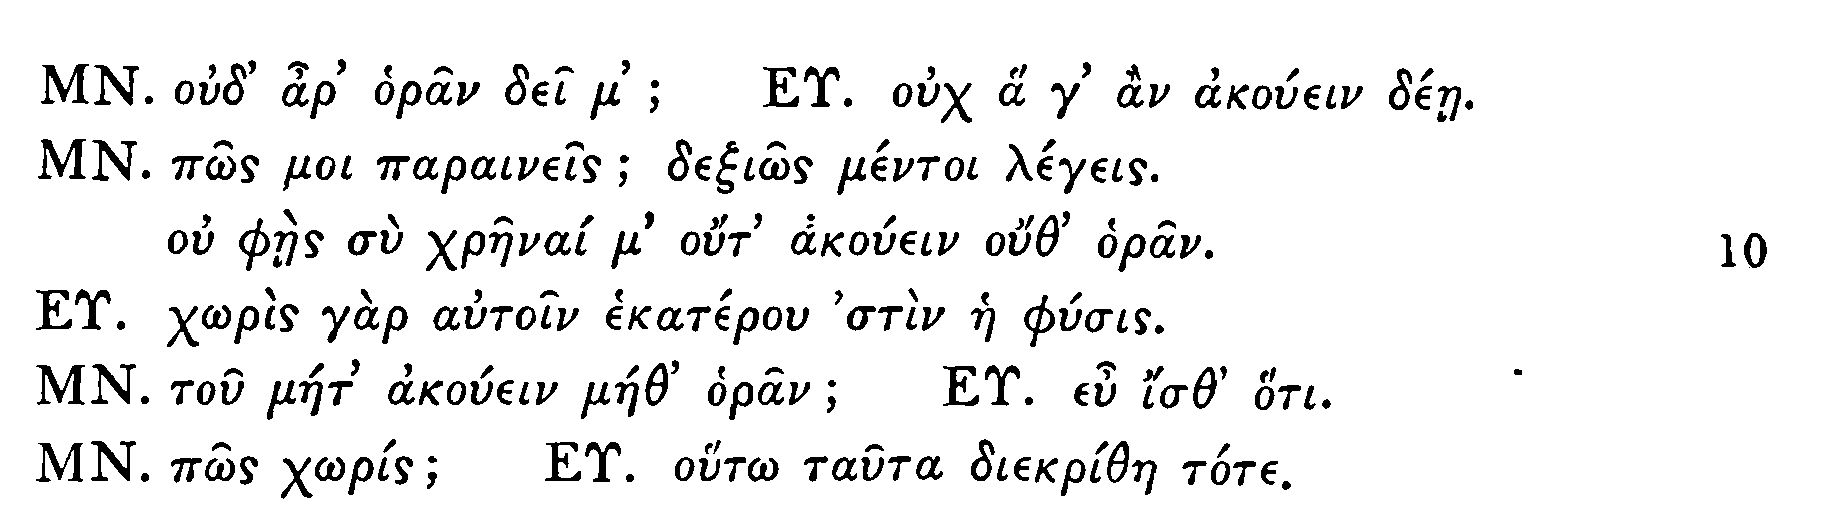 ΜΝ. οὐδ’ ἆρ’ ὁρᾶν δεῖ μ’; ΕΥ. οὐχ ἅ γ’ ἂν ἀκούειν δέῃ.
ΜΝ. πῶς μοι παραινεῖς; δεξιῶς μέντοι λέγεις.
οὐ φῂς σὺ χρῆναί μ’ οὔτ’ ἀκούειν οὔθ’ ὁρᾶν. 10
ΕΥ. χωρὶς γὰρ αὐτοῖν ἑκατέρου ’στὶν ἡ φύσις.
ΜΝ. τοῦ μήτ’ ἀκούειν μήθ’ ὁρᾶν; ΕΥ. εὖ ἴσθ’ ὅτι.
ΜΝ. πῶς χωρίς; ΕΥ. οὕτω ταῦτα διεκρίθη τότε.